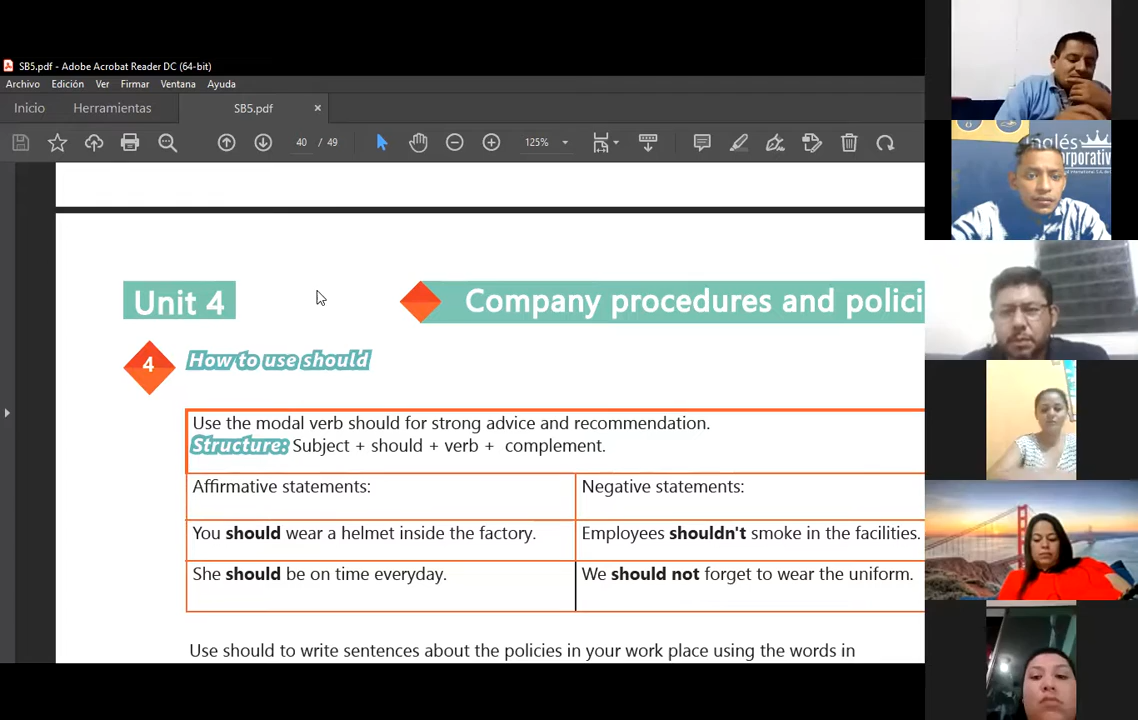 SB5.pdf - Adobe Acrobat Reader DC (64-bit)
Archivo Edición Ver Firmar Ventana Ayuda
Inicio Herramientas SB5.pdf ×
40 / 49 125%
Unit 4 Company procedures and polici
4 How to use should
Use the modal verb should for strong advice and recommendation.
Structure: Subject + should + verb + complement.
Affirmative statements: Negative statements:
You should wear a helmet inside the factory. Employees shouldn't smoke in the facilities.
She should be on time everyday. We should not forget to wear the uniform.
Use should to write sentences about the policies in your work place using the words in
Inglés
orporativ